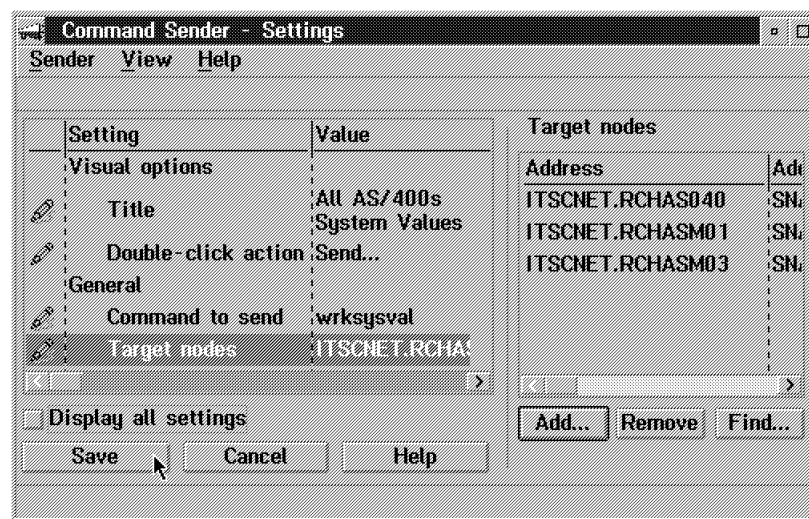 Command Sender - Settings
Sender View Help
Setting Value
Visual options
Title All AS/400s System Values
Double-click action Send...
General
Command to send wrksysval
Target nodes ITSCNET.RCHAS
Display all settings
Save Cancel Help
Target nodes
Address
ITSCNET.RCHAS040
ITSCNET.RCHASM01
ITSCNET.RCHASM03
Add... Remove Find...